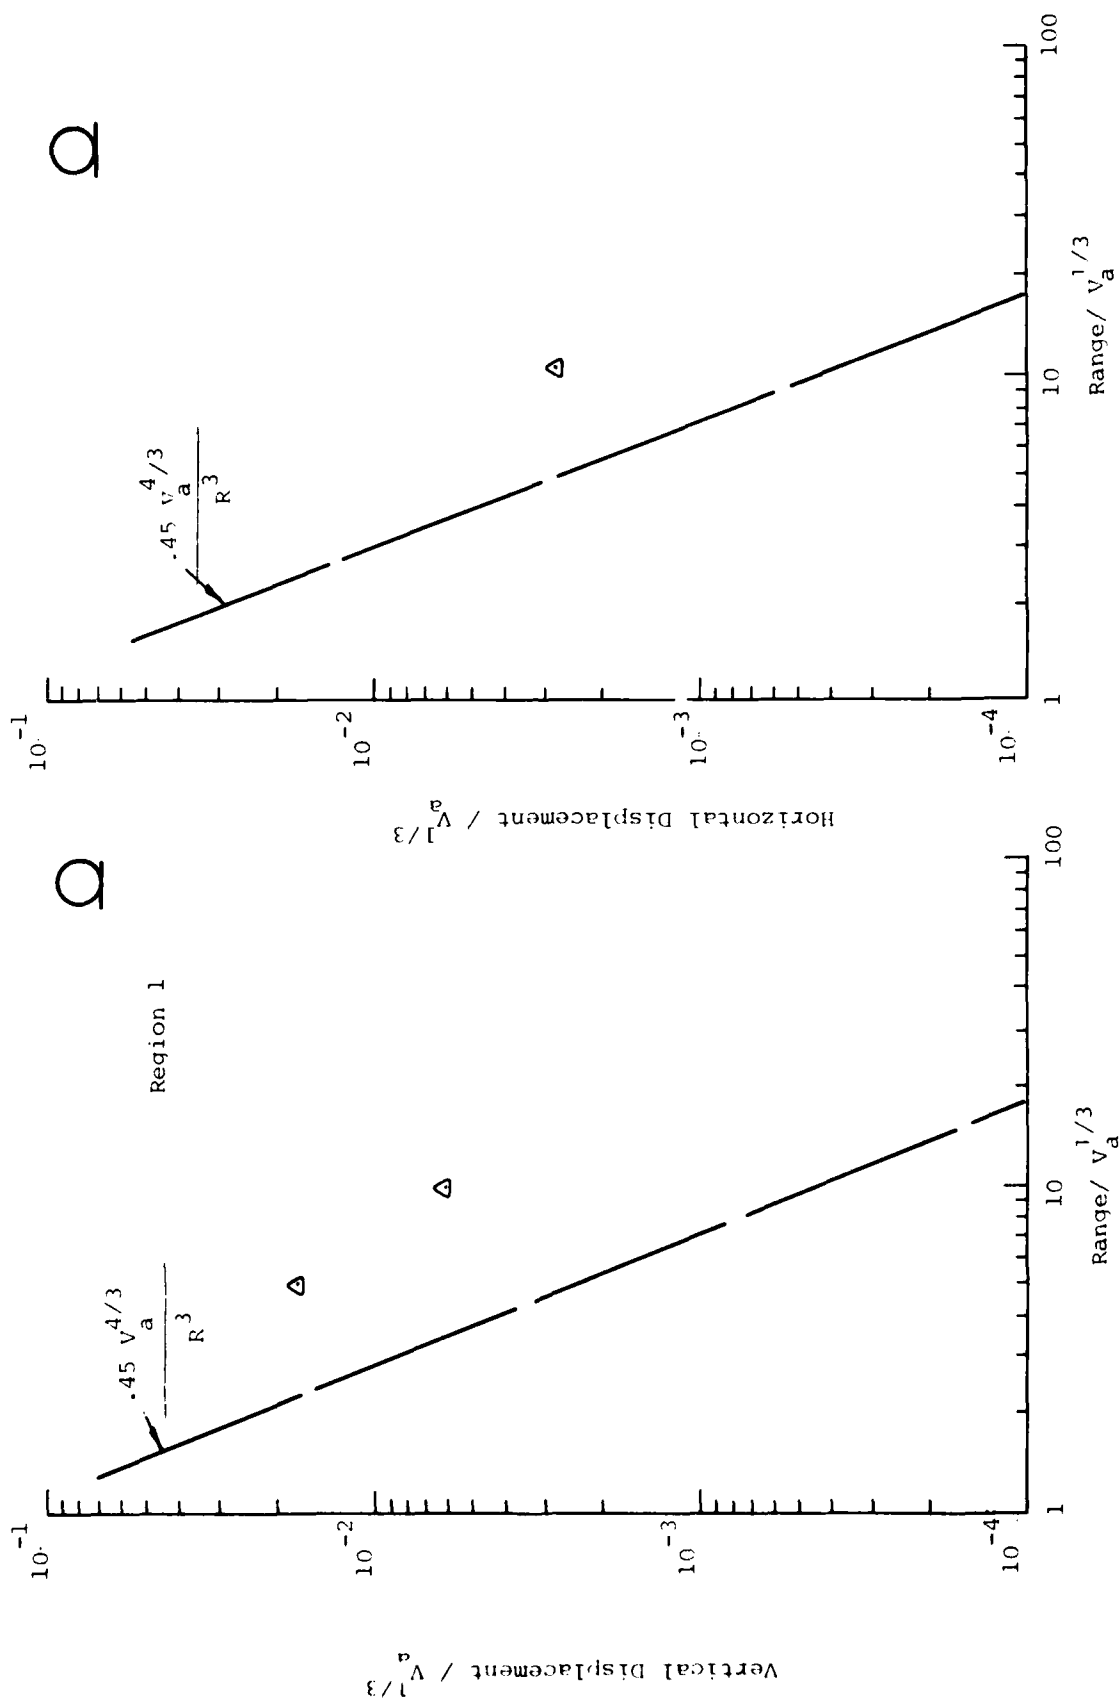 Region 1
.45 V_a^{4/3}
R^3
10^{-1}
10^{-2}
10^{-3}
10^{-4}
Vertical Displacement / V_a^{1/3}
1
10
100
Range/ V_a^{1/3}
.45 V_a^{4/3}
R^3
10^{-1}
10^{-2}
10^{-3}
10^{-4}
Horizontal Displacement / V_a^{1/3}
1
10
100
Range/ V_a^{1/3}